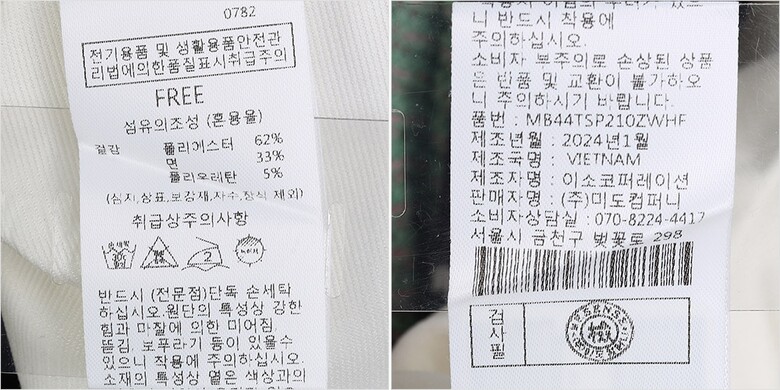 0782
전기용품 및 생활용품안전관
리법에의한품질표시취급주의
FREE
섬유의조성 (혼용율)
겉감 폴리에스터 62%
면 33%
폴리우레탄 5%
(심지,상표,보강재,자수,장식 제외)
취급상주의사항
2
반드시 (전문점)단독 손세탁
하십시오.원단의 특성상 강한
힘과 마찰에 의한 미어짐,
뜯김, 보푸라기 등이 있을수
있으니 착용에 주의하십시오.
소재의 특성상 옅은 색상과의
니 반드시 착용에
주의하십시오.
소비자 부주의로 손상된 상품
은 반품 및 교환이 불가하오
니 주의하시기 바랍니다.
품번 : MB44TSP210ZWHF
제조년월 : 2024년1월
제조국명 : VIETNAM
제조자명 : 이소코퍼레이션
판매자명 : (주)미도컴퍼니
소비자상담실 : 070-8224-4417
서울시 금천구 벚꽃로 298
검사필